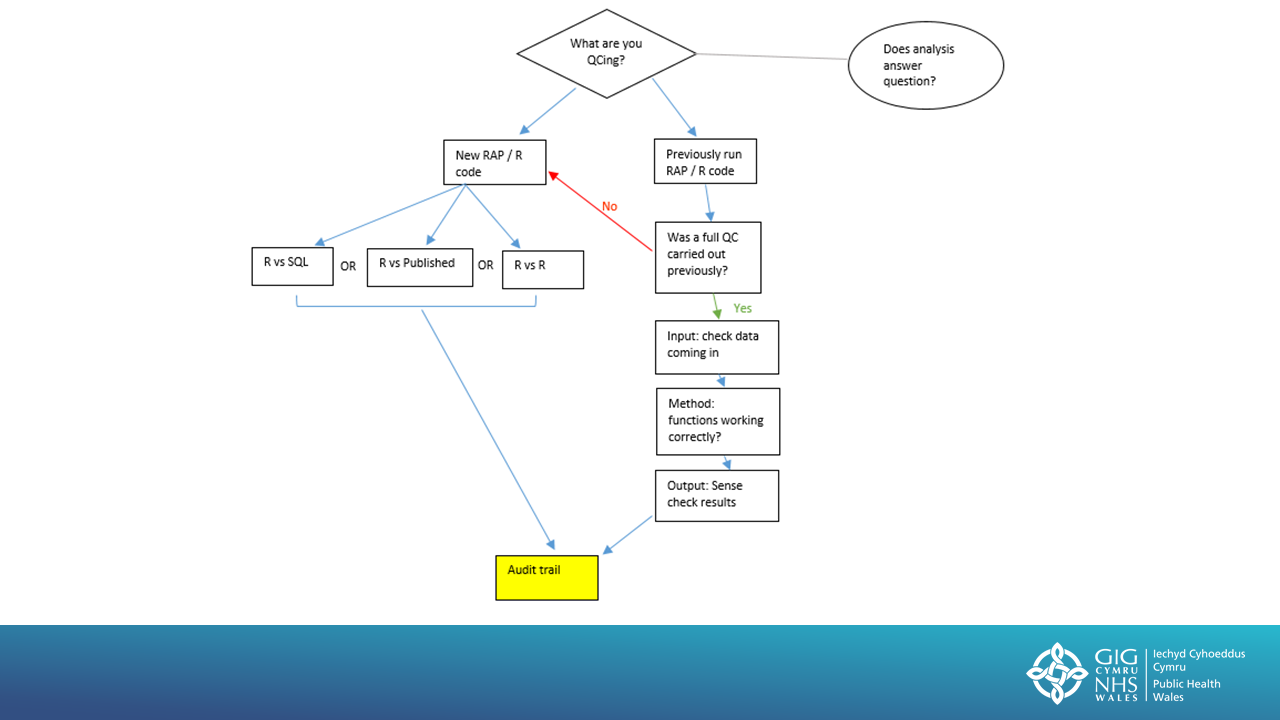 What are you
QCing?
Does analysis
answer
question?
New RAP / R
code
Previously run
RAP / R code
No
Was a full QC
carried out
previously?
R vs SQL
OR
R vs Published
OR
R vs R
Yes
Input: check data
coming in
Method:
functions working
correctly?
Output: Sense
check results
Audit trail
GIG
CYMRU
NHS
WALES
Iechyd Cyhoeddus
Cymru
Public Health
Wales